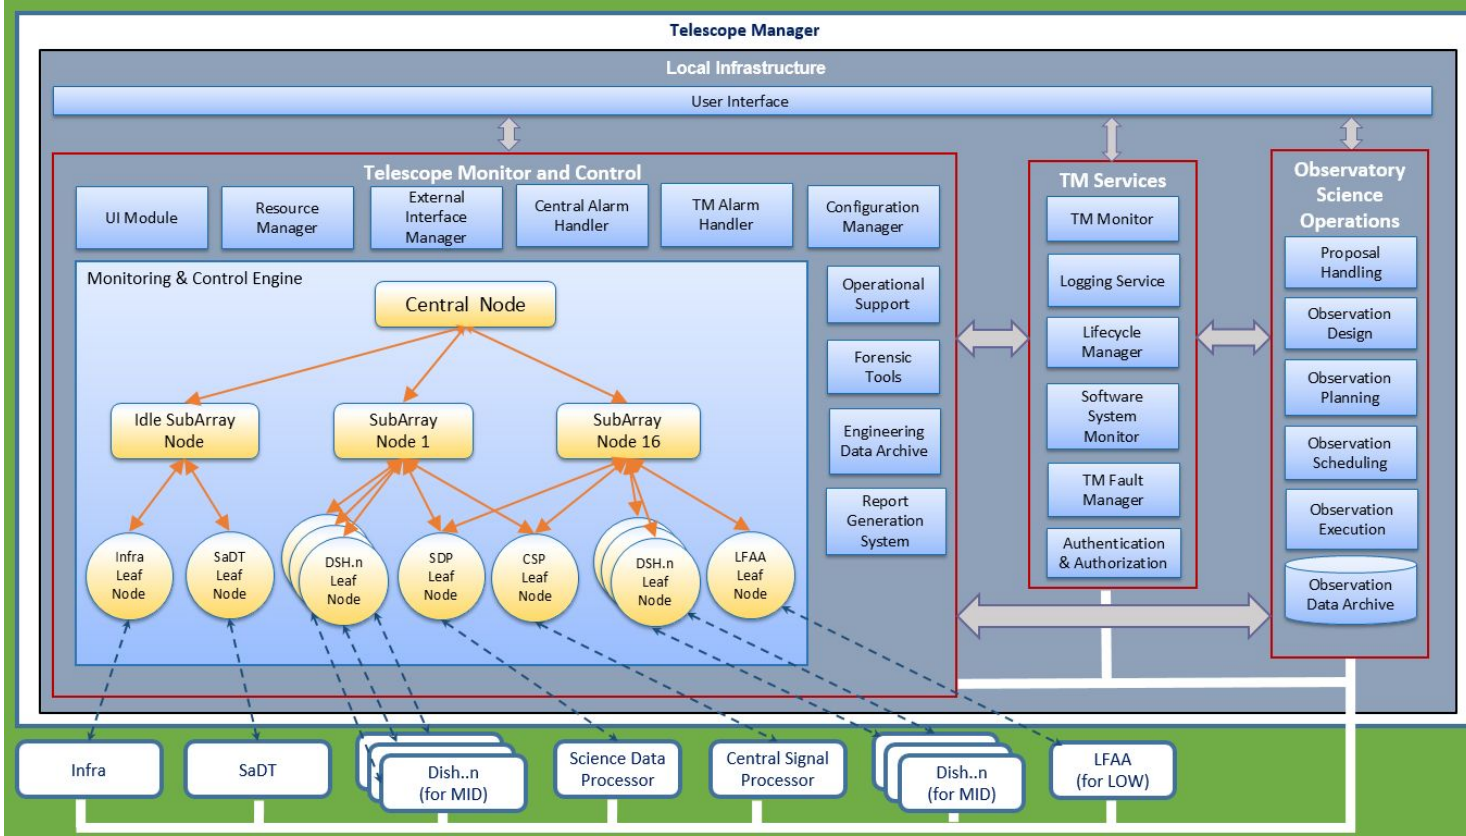 Telescope Manager
Local Infrastructure
User Interface
Telescope Monitor and Control
UI Module
Resource
Manager
External
Interface
Manager
Central Alarm
Handler
TM Alarm
Handler
Configuration
Manager
Monitoring & Control Engine
Central Node
Idle SubArray
Node
SubArray
Node 1
SubArray
Node 16
Infra
Leaf
Node
SaDT
Leaf
Node
DSH.n
Leaf
Node
SDP
Leaf
Node
CSP
Leaf
Node
DSH.n
Leaf
Node
LFAA
Leaf
Node
Operational
Support
Forensic
Tools
Engineering
Data Archive
Report
Generation
System
TM Services
TM Monitor
Logging Service
Lifecycle
Manager
Software
System
Monitor
TM Fault
Manager
Authentication
& Authorization
Observatory
Science
Operations
Proposal
Handling
Observation
Design
Observation
Planning
Observation
Scheduling
Observation
Execution
Observation
Data Archive
Infra
SaDT
Dish..n
(for MID)
Science Data
Processor
Central Signal
Processor
Dish..n
(for MID)
LFAA
(for LOW)